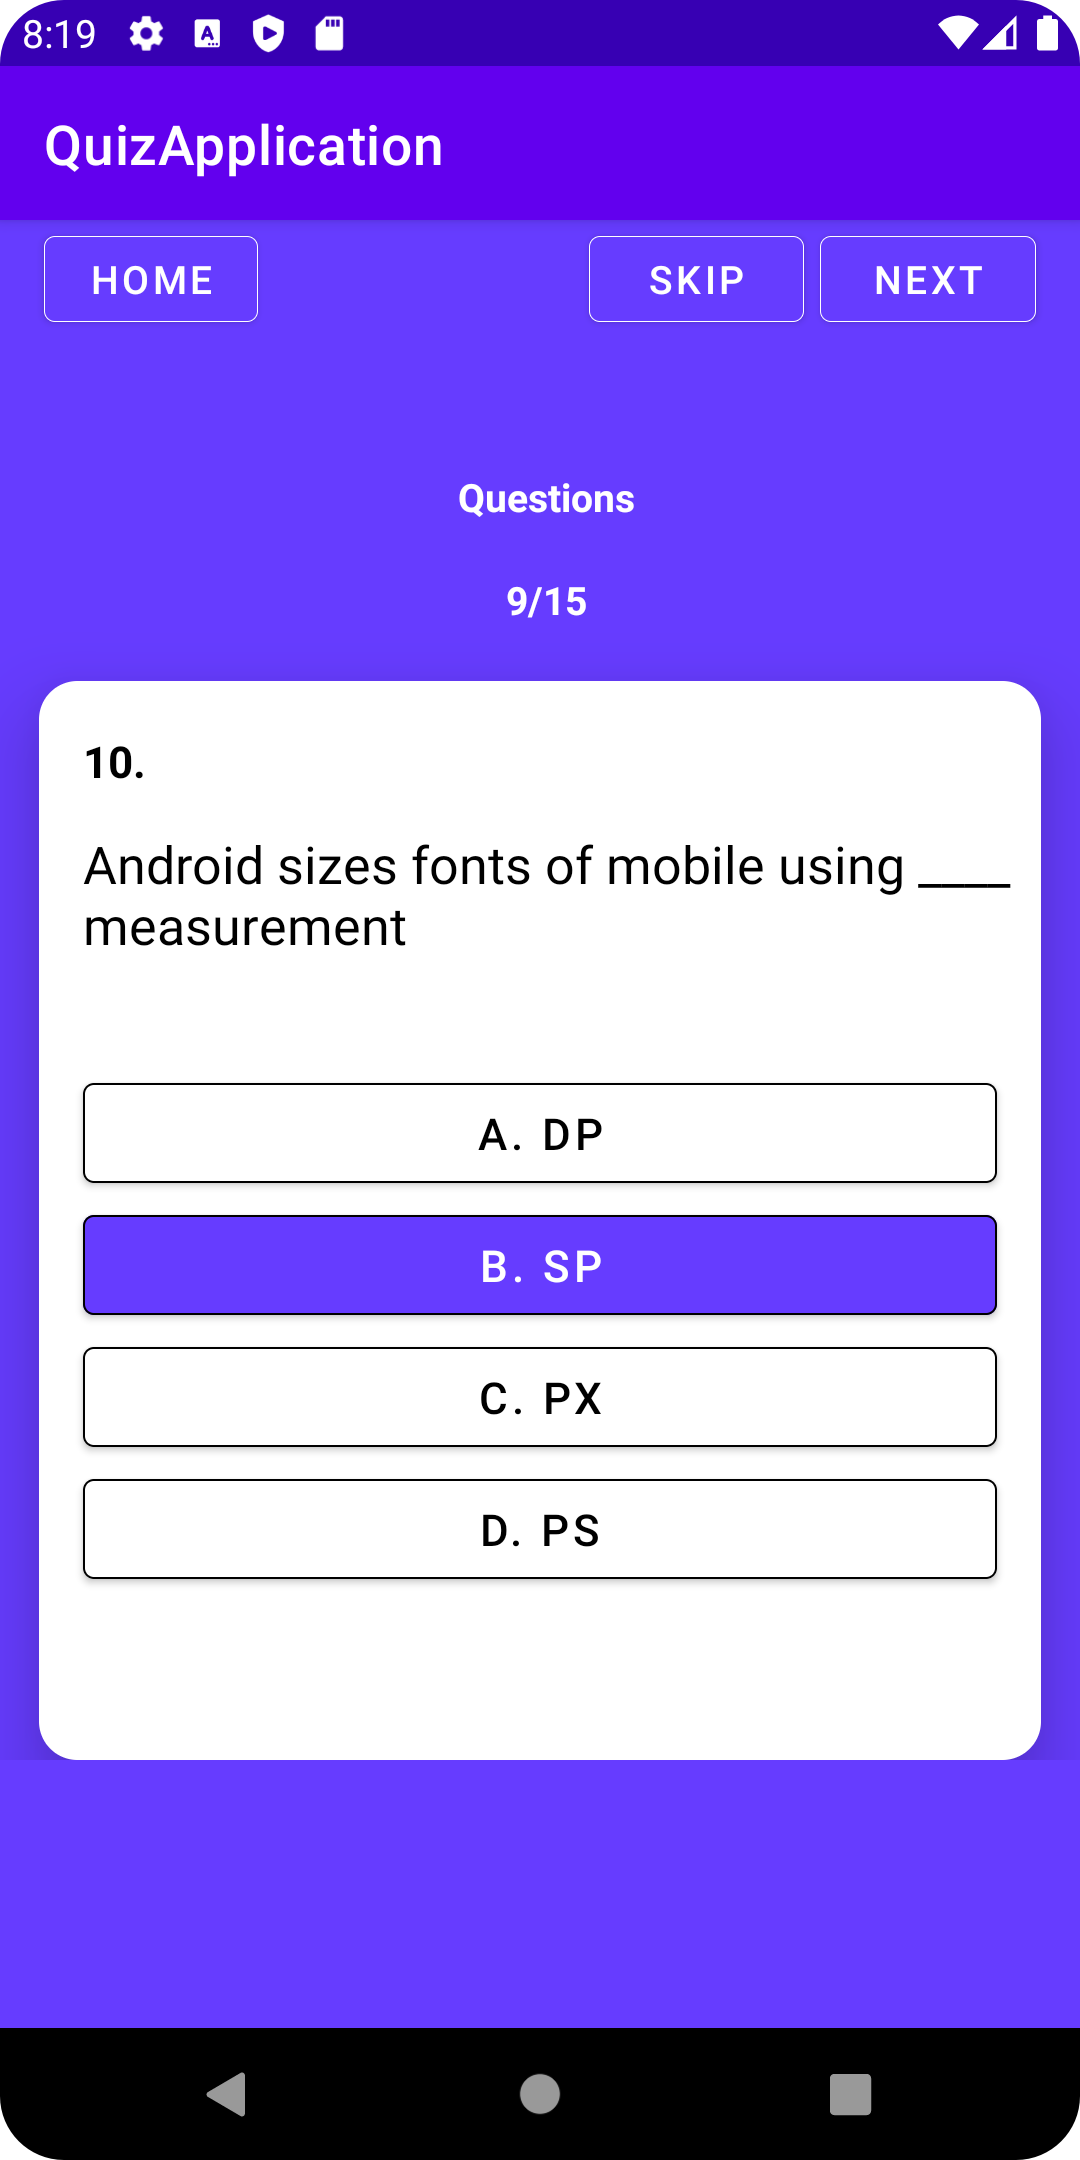 8:19
QuizApplication
HOME SKIP NEXT
Questions
9/15
10.
Android sizes fonts of mobile using ____
measurement
A. DP
B. SP
C. PX
D. PS